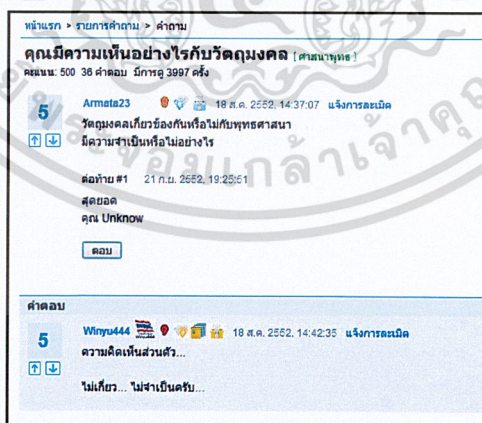 หน้าแรก > รายการคำถาม > คำถาม
คุณมีความเห็นอย่างไรกับวัตถุมงคล [ ศาสนาพุทธ ]
คะแนน: 500 36 คำตอบ มีการดู 3997 ครั้ง
5
Armata23 18 ส.ค. 2552, 14:37:07 แจ้งการละเมิด
วัตถุมงคลเกี่ยวข้องกันหรือไม่กับพุทธศาสนา
มีความจำเป็นหรือไม่อย่างไร
ต่อท้าย #1 21 ก.ย. 2552, 19:25:51
สุดยอด
คุณ Unknow
ตอบ
คำตอบ
5
Winyu444 18 ส.ค. 2552, 14:42:35 แจ้งการละเมิด
ความคิดเห็นส่วนตัว...
ไม่เกี่ยว... ไม่จำเป็นครับ...